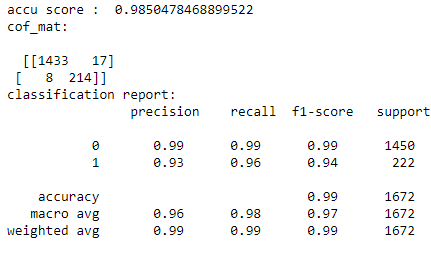 accu score :  0.9850478468899522
cof_mat:
[[1433   17]
[   8  214]]
classification report:
precision    recall  f1-score   support
0       0.99      0.99      0.99      1450
1       0.93      0.96      0.94       222
accuracy                           0.99      1672
macro avg       0.96      0.98      0.97      1672
weighted avg       0.99      0.99      0.99      1672